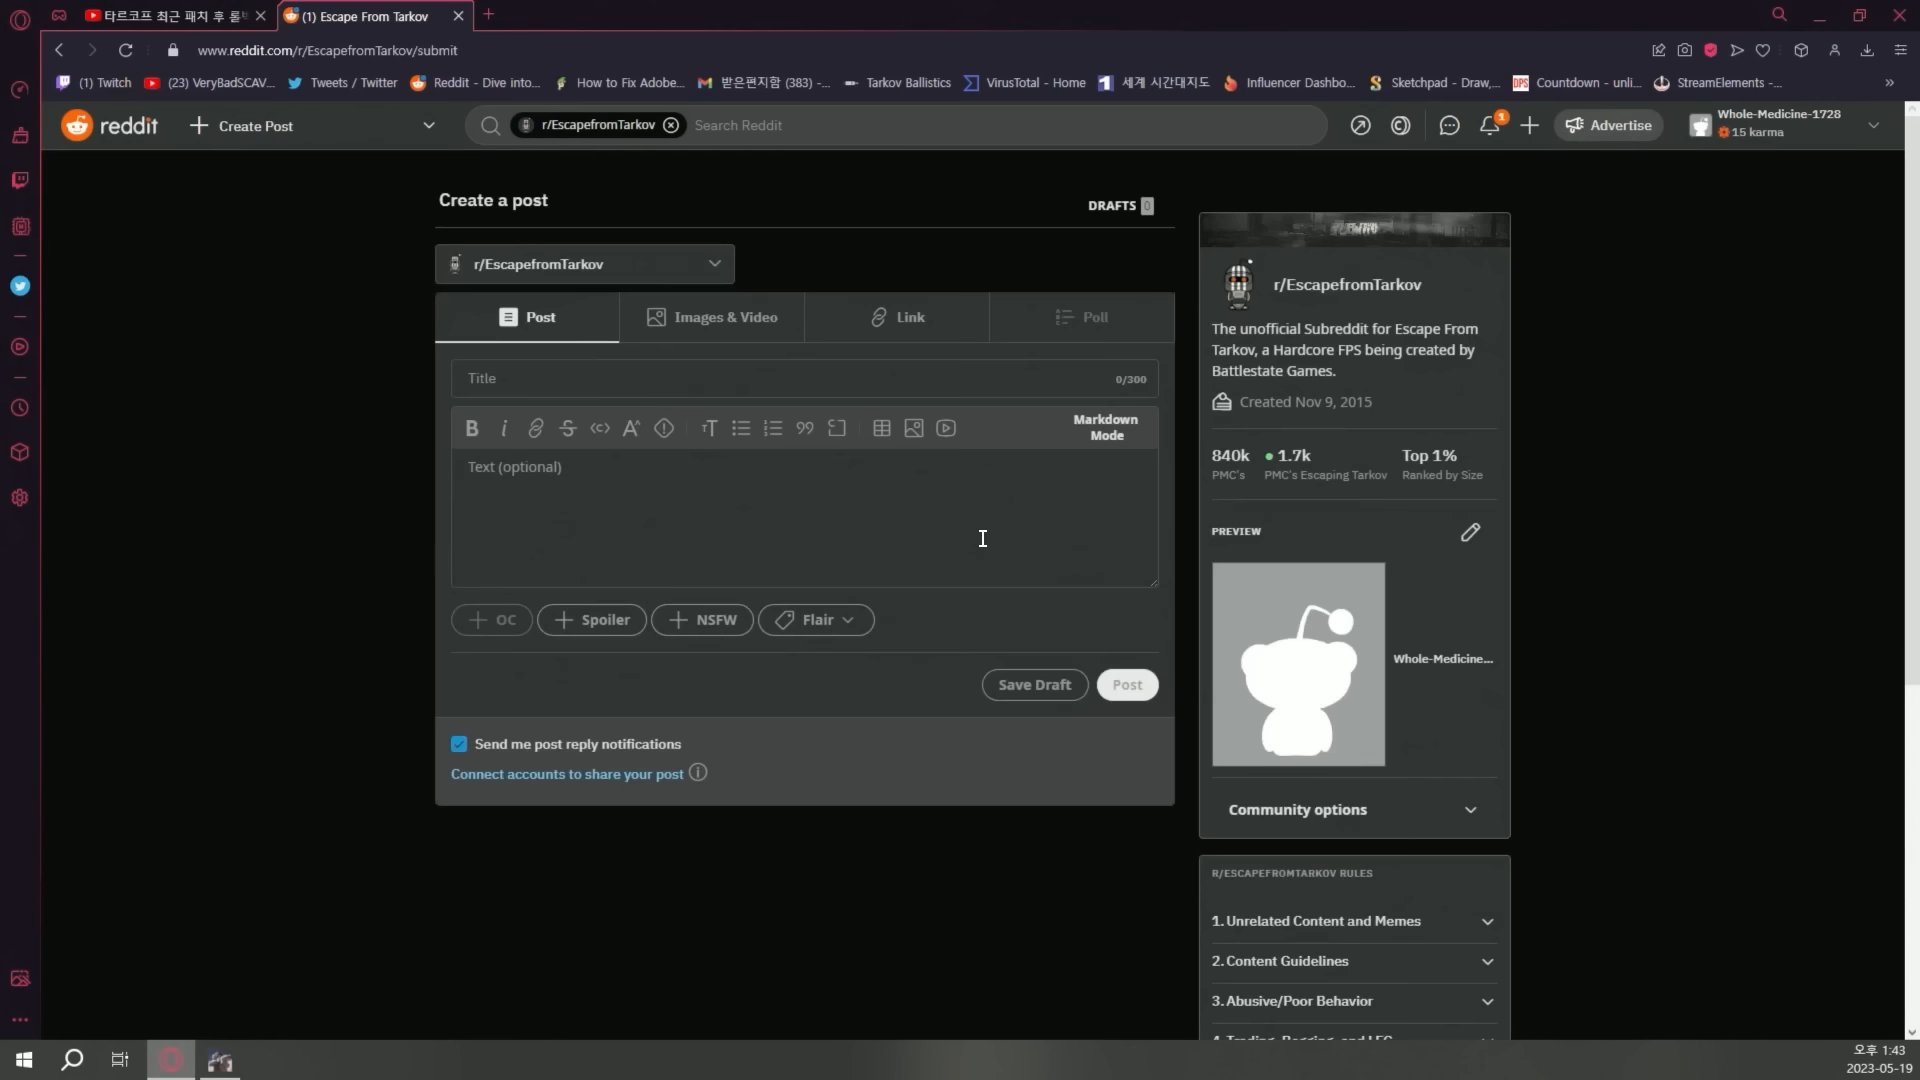 타르코프 최근 패치 후 롤백
(1) Escape From Tarkov
www.reddit.com/r/EscapefromTarkov/submit
(1) Twitch
(23) VeryBadSCAV...
Tweets / Twitter
Reddit - Dive into...
How to Fix Adobe...
받은편지함 (383) -...
Tarkov Ballistics
VirusTotal - Home
세계 시간대지도
Influencer Dashbo...
Sketchpad - Draw,...
DPS
Countdown - unli...
StreamElements -...
reddit
Create Post
r/EscapefromTarkov
Search Reddit
1
Advertise
Whole-Medicine-1728
15 karma
Create a post
DRAFTS 0
r/EscapefromTarkov
Post
Images & Video
Link
Poll
Title
0/300
Markdown
Mode
Text (optional)
OC
Spoiler
NSFW
Flair
Save Draft
Post
Send me post reply notifications
Connect accounts to share your post
r/EscapefromTarkov
The unofficial Subreddit for Escape From
Tarkov, a Hardcore FPS being created by
Battlestate Games.
Created Nov 9, 2015
840k 1.7k Top 1%
PMC's PMC's Escaping Tarkov Ranked by Size
PREVIEW
Whole-Medicine...
Community options
R/ESCAPEFROMTARKOV RULES
1. Unrelated Content and Memes
2. Content Guidelines
3. Abusive/Poor Behavior
오후 1:43
2023-05-19